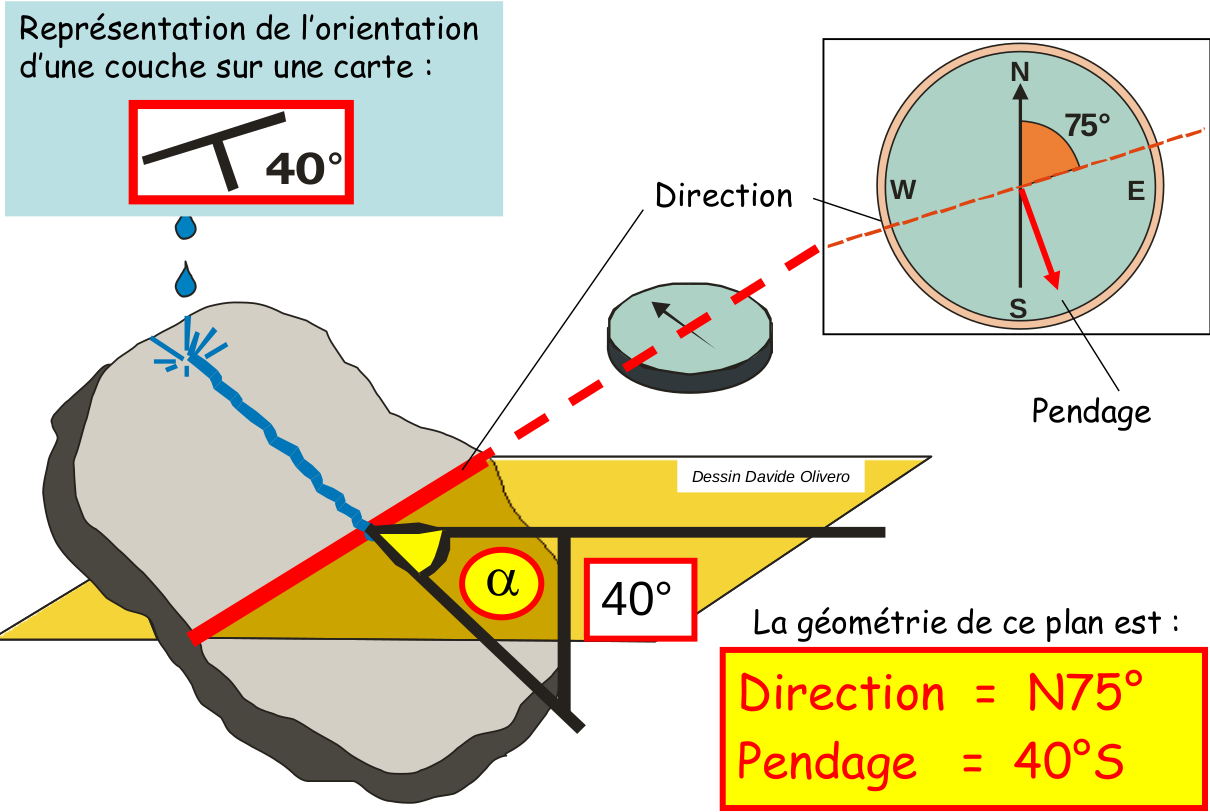 Représentation de l’orientation
d’une couche sur une carte :
40°
N
75°
W
E
S
Direction
Pendage
Dessin Davide Olivero
α
40°
La géométrie de ce plan est :
Direction = N75°
Pendage = 40°S